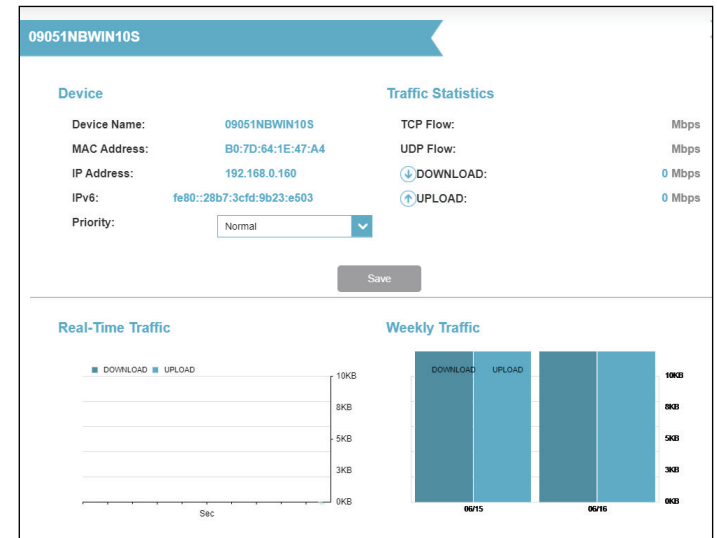 09051NBWIN10S
Device
Device Name: 09051NBWIN10S
MAC Address: B0:7D:64:1E:47:A4
IP Address: 192.168.0.160
IPv6: fe80::28b7:3cfd:9b23:e503
Priority: Normal
Traffic Statistics
TCP Flow: Mbps
UDP Flow: Mbps
DOWNLOAD: 0 Mbps
UPLOAD: 0 Mbps
Save
Real-Time Traffic
DOWNLOAD UPLOAD
10KB
8KB
5KB
3KB
0KB
Sec
Weekly Traffic
DOWNLOAD UPLOAD
10KB
8KB
5KB
3KB
0KB
06/15 06/16